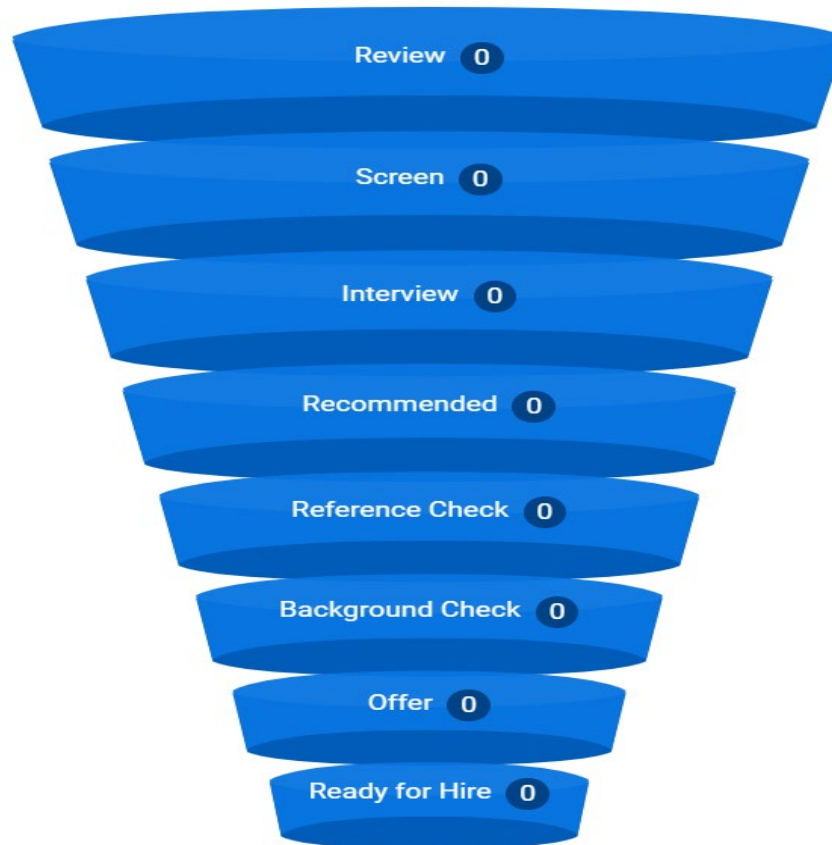 Review 0
Screen 0
Interview 0
Recommended 0
Reference Check 0
Background Check 0
Offer 0
Ready for Hire 0